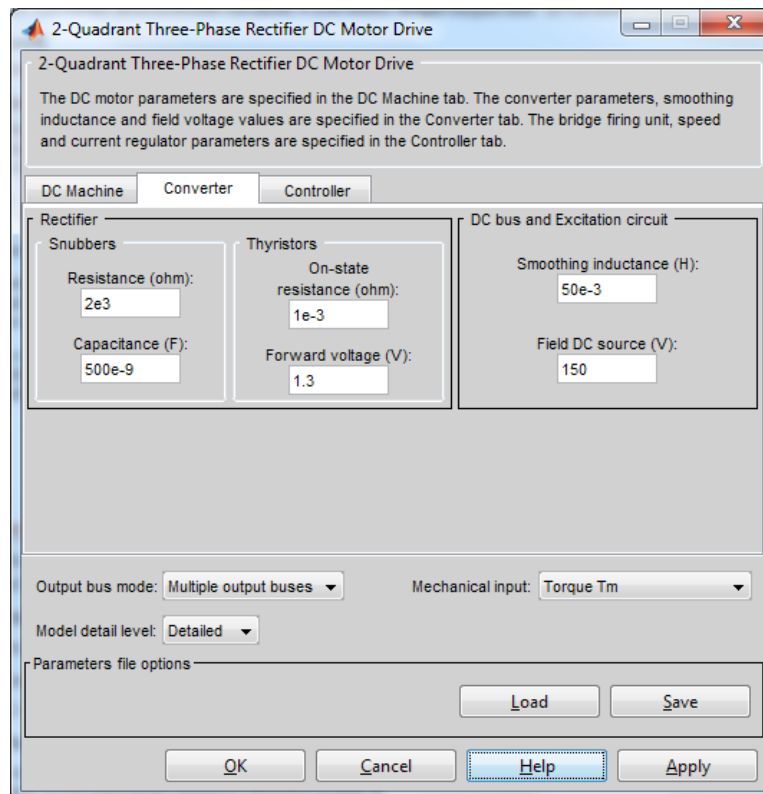 2-Quadrant Three-Phase Rectifier DC Motor Drive
2-Quadrant Three-Phase Rectifier DC Motor Drive
The DC motor parameters are specified in the DC Machine tab. The converter parameters, smoothing
inductance and field voltage values are specified in the Converter tab. The bridge firing unit, speed
and current regulator parameters are specified in the Controller tab.
DC Machine Converter Controller
Rectifier
Snubbers
Resistance (ohm):
2e3
Capacitance (F):
500e-9
Thyristors
On-state
resistance (ohm):
1e-3
Forward voltage (V):
1.3
DC bus and Excitation circuit
Smoothing inductance (H):
50e-3
Field DC source (V):
150
Output bus mode: Multiple output buses Mechanical input: Torque Tm
Model detail level: Detailed
Parameters file options
Load Save
OK Cancel Help Apply